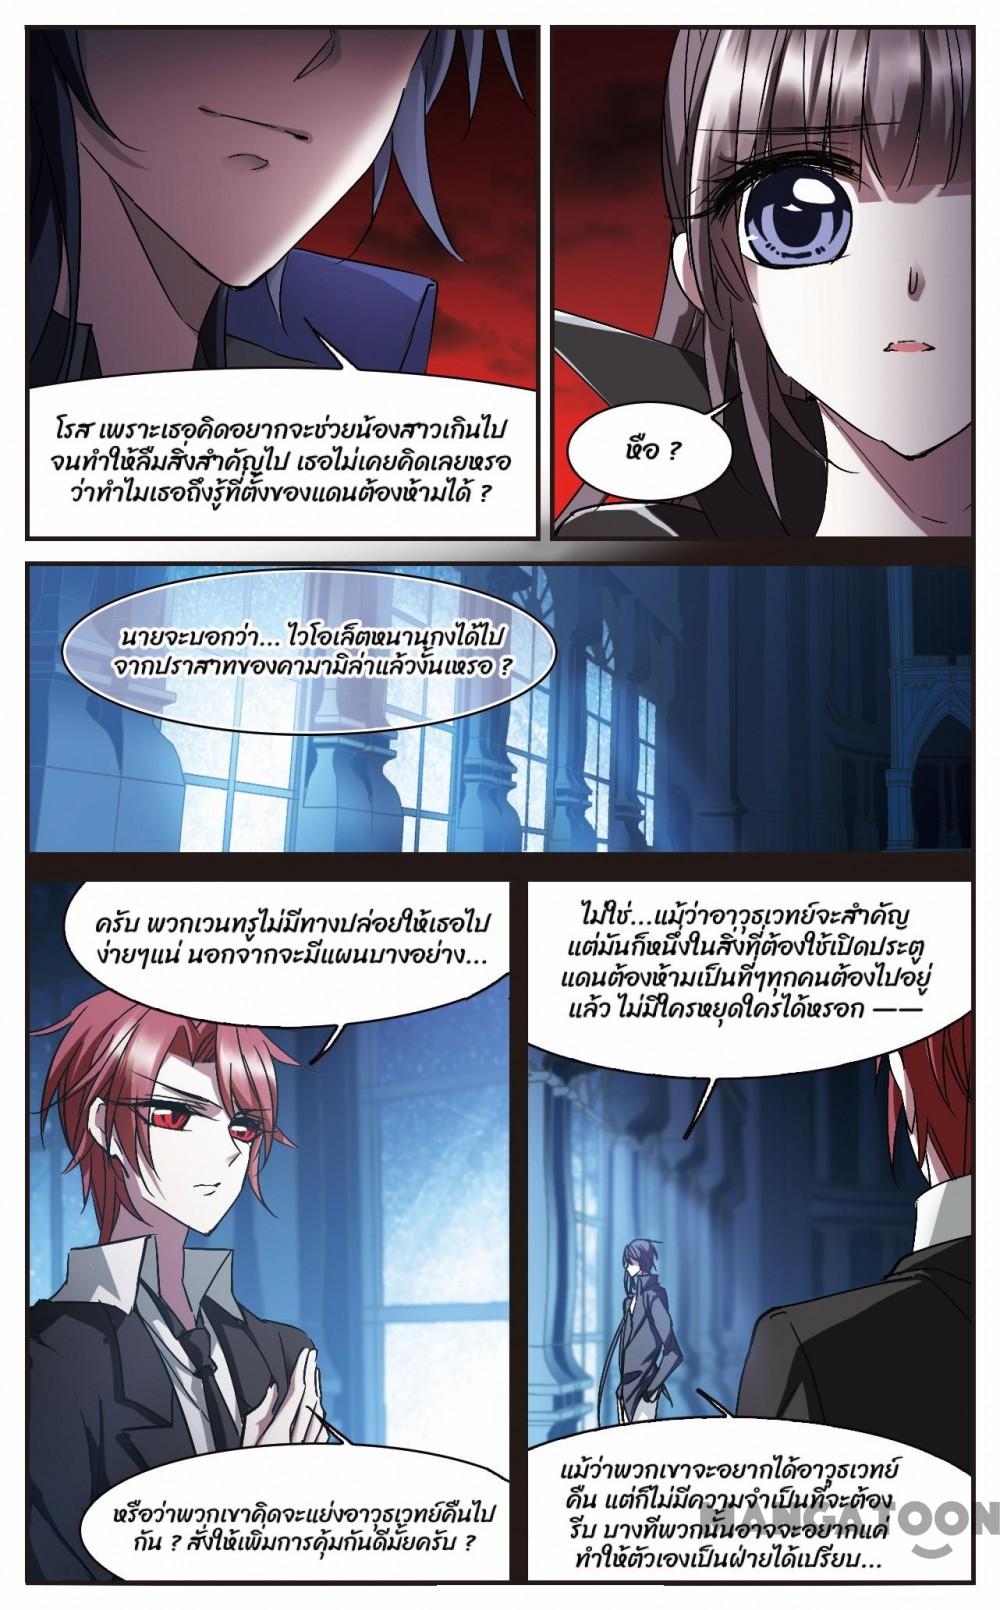 โรส เพราะเธอคิดอยากจะช่วยน้องสาวเกินไป
จนทำให้ลืมสิ่งสำคัญไป เธอไม่เคยคิดเลยหรอ
ว่าทำไมเธอถึงรู้ที่ตั้งของแดนต้องห้ามได้ ?
หือ ?
นายจะบอกว่า... ไวโอเล็ตหนานกงได้ไป
จากปราสาทของคามามิล่าแล้วงั้นเหรอ ?
ครับ พวกเวนทรูไม่มีทางปล่อยให้เธอไป
ง่ายๆแน่ นอกจากจะมีแผนบางอย่าง...
ไม่ใช่...แม้ว่าอาวุธเวทย์จะสำคัญ
แต่มันก็หนึ่งในสิ่งที่ต้องใช้เปิดประตู
แดนต้องห้ามเป็นที่ๆทุกคนต้องไปอยู่
แล้ว ไม่มีใครหยุดใครได้หรอก ——
หรือว่าพวกเขาคิดจะแย่งอาวุธเวทย์คืนไป
กัน ? สั่งให้เพิ่มการคุ้มกันดีมั้ยครับ ?
แม้ว่าพวกเขาจะอยากได้อาวุธเวทย์
คืน แต่ก็ไม่มีความจำเป็นที่จะต้อง
รีบ บางทีพวกนั้นอาจจะอยากแค่
ทำให้ตัวเองเป็นฝ่ายได้เปรียบ...
MANGATOON